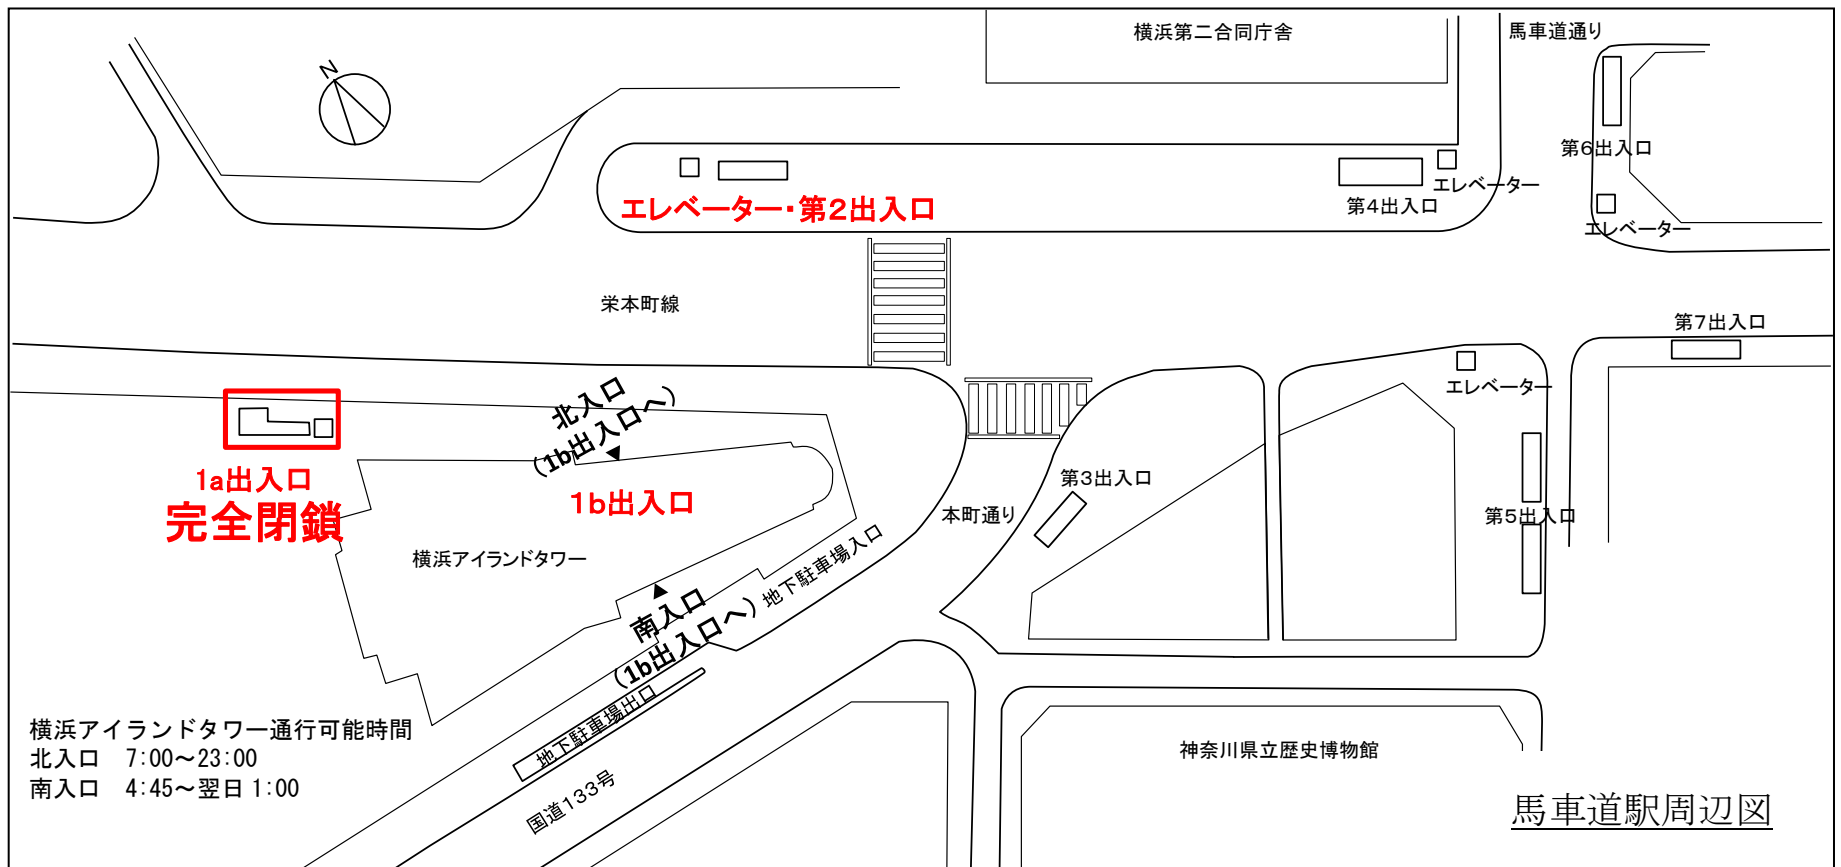 横浜第二合同庁舎
馬車道通り
N
第6出入口
エレベーター
エレベーター・第2出入口
第4出入口
エレベーター
栄本町線
第7出入口
エレベーター
北入口
（1b出入口へ）
1a出入口
完全閉鎖
1b出入口
第3出入口
本町通り
第5出入口
横浜アイランドタワー
地下駐車場入口
南入口
（1b出入口へ）
地下駐車場出口
横浜アイランドタワー通行可能時間
北入口　7:00～23:00
南入口　4:45～翌日1:00
国道133号
神奈川県立歴史博物館
馬車道駅周辺図